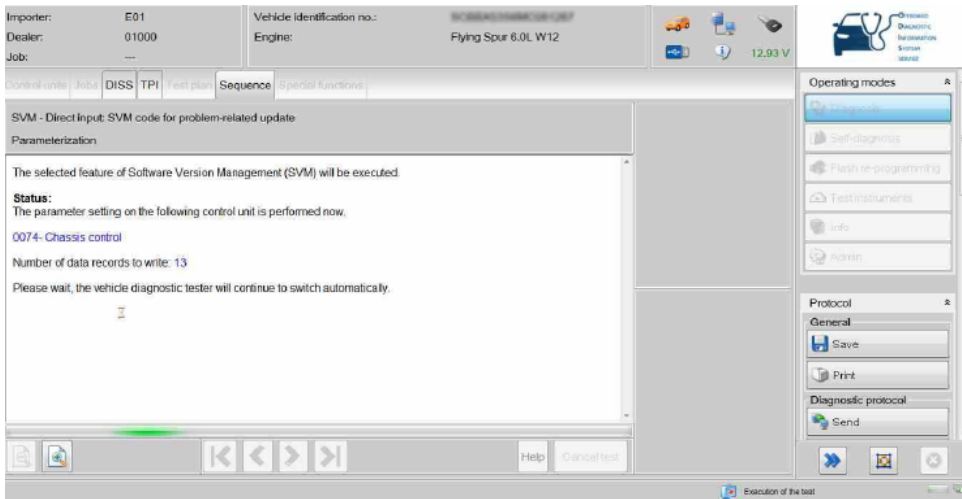 Importer: E01 Vehicle identification no.:
Dealer: 01000 Engine: Flying Spur 6.0L W12
Job: ---
12.93 V
Offboard
Diagnostic
Information
System
Service
Control units Jobs DISS TPI Test plan Sequence Special functions
SVM - Direct input: SVM code for problem-related update
Parameterization
The selected feature of Software Version Management (SVM) will be executed.
Status:
The parameter setting on the following control unit is performed now.
0074- Chassis control
Number of data records to write: 13
Please wait, the vehicle diagnostic tester will continue to switch automatically.
Help Cancel test
Operating modes
Diagnosis
Self-diagnosis
Flash re-programming
Test instruments
Info
Admin
Protocol
General
Save
Print
Diagnostic protocol
Send
Execution of the test